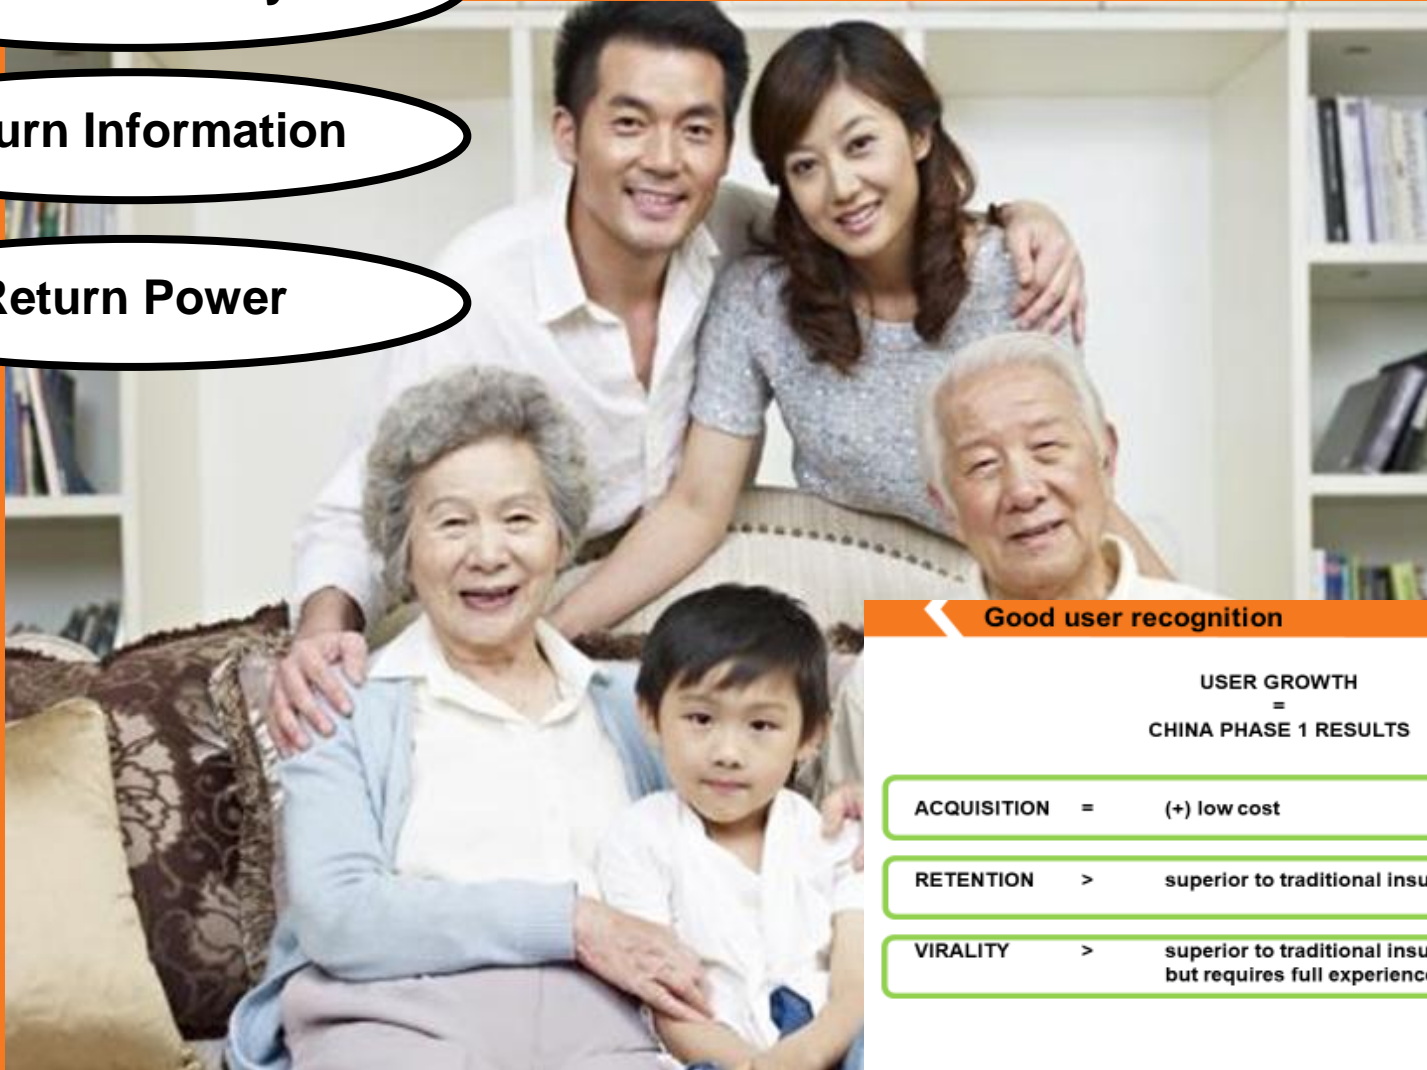 urn Information
Return Power
Good user recognition
USER GROWTH
=
CHINA PHASE 1 RESULTS
ACQUISITION = (+) low cost
RETENTION > superior to traditional insu
VIRALITY > superior to traditional insu
but requires full experience